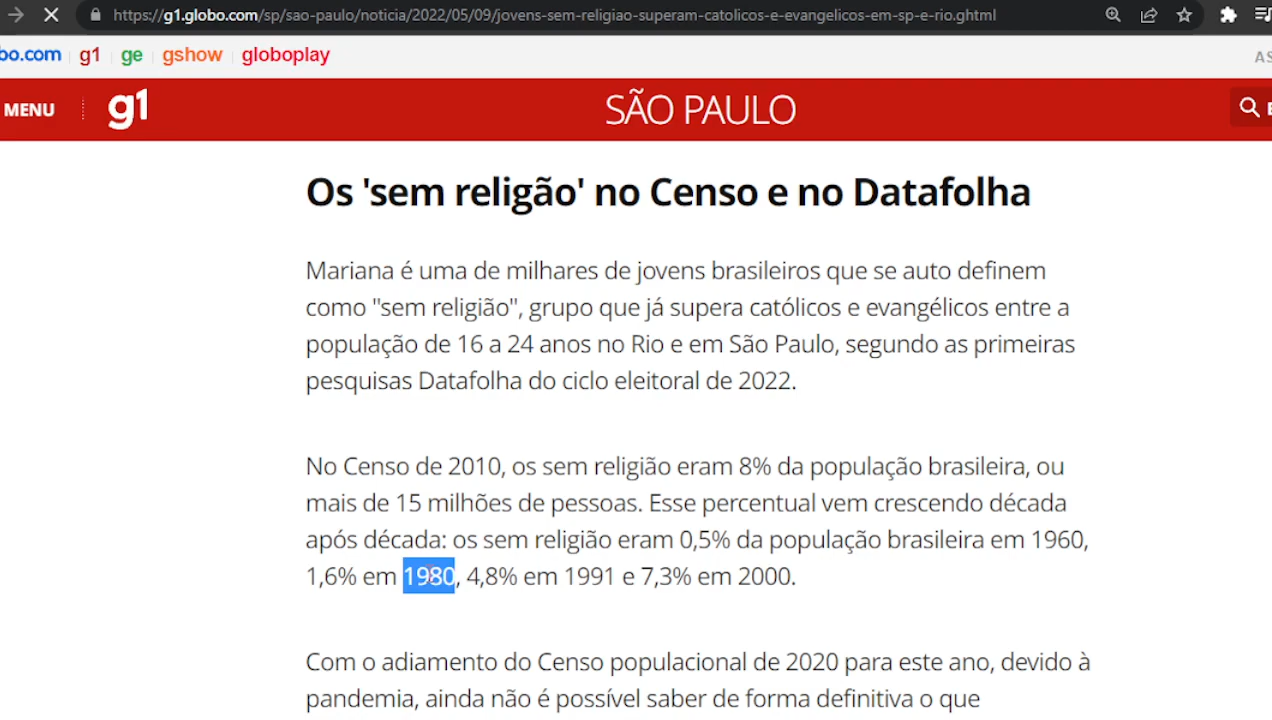 https://g1.globo.com/sp/sao-paulo/noticia/2022/05/09/jovens-sem-religiao-superam-catolicos-e-evangelicos-em-sp-e-rio.ghtml
bo.com g1 ge gshow globoplay AS
MENU g1 SÃO PAULO
Os 'sem religão' no Censo e no Datafolha
Mariana é uma de milhares de jovens brasileiros que se auto definem
como "sem religião", grupo que já supera católicos e evangélicos entre a
população de 16 a 24 anos no Rio e em São Paulo, segundo as primeiras
pesquisas Datafolha do ciclo eleitoral de 2022.
No Censo de 2010, os sem religião eram 8% da população brasileira, ou
mais de 15 milhões de pessoas. Esse percentual vem crescendo década
após década: os sem religião eram 0,5% da população brasileira em 1960,
1,6% em 1980, 4,8% em 1991 e 7,3% em 2000.
Com o adiamento do Censo populacional de 2020 para este ano, devido à
pandemia, ainda não é possível saber de forma definitiva o que